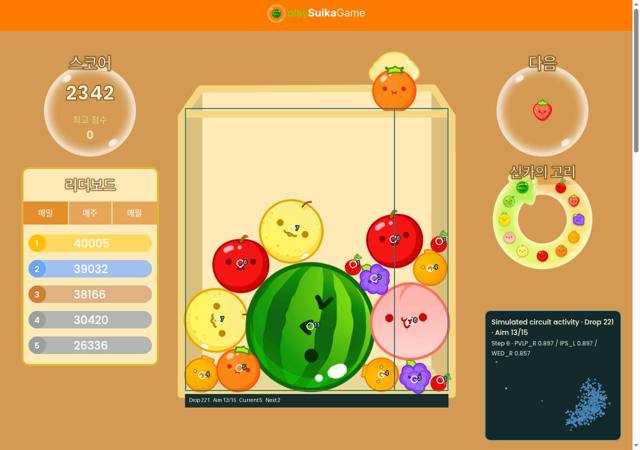 playSuikaGame
스코어
2342
최고 점수
0
다음
리더보드
매일
매주
매월
1 40005
2 39032
3 38166
4 30420
5 26336
신카의 고리
Simulated circuit activity · Drop 221
· Aim 13/15
Step 6 · PVLP_R 0.897 / IPS_L 0.897 /
WED_R 0.857
Drop 221 Aim 13/15 Current 5 Next 2